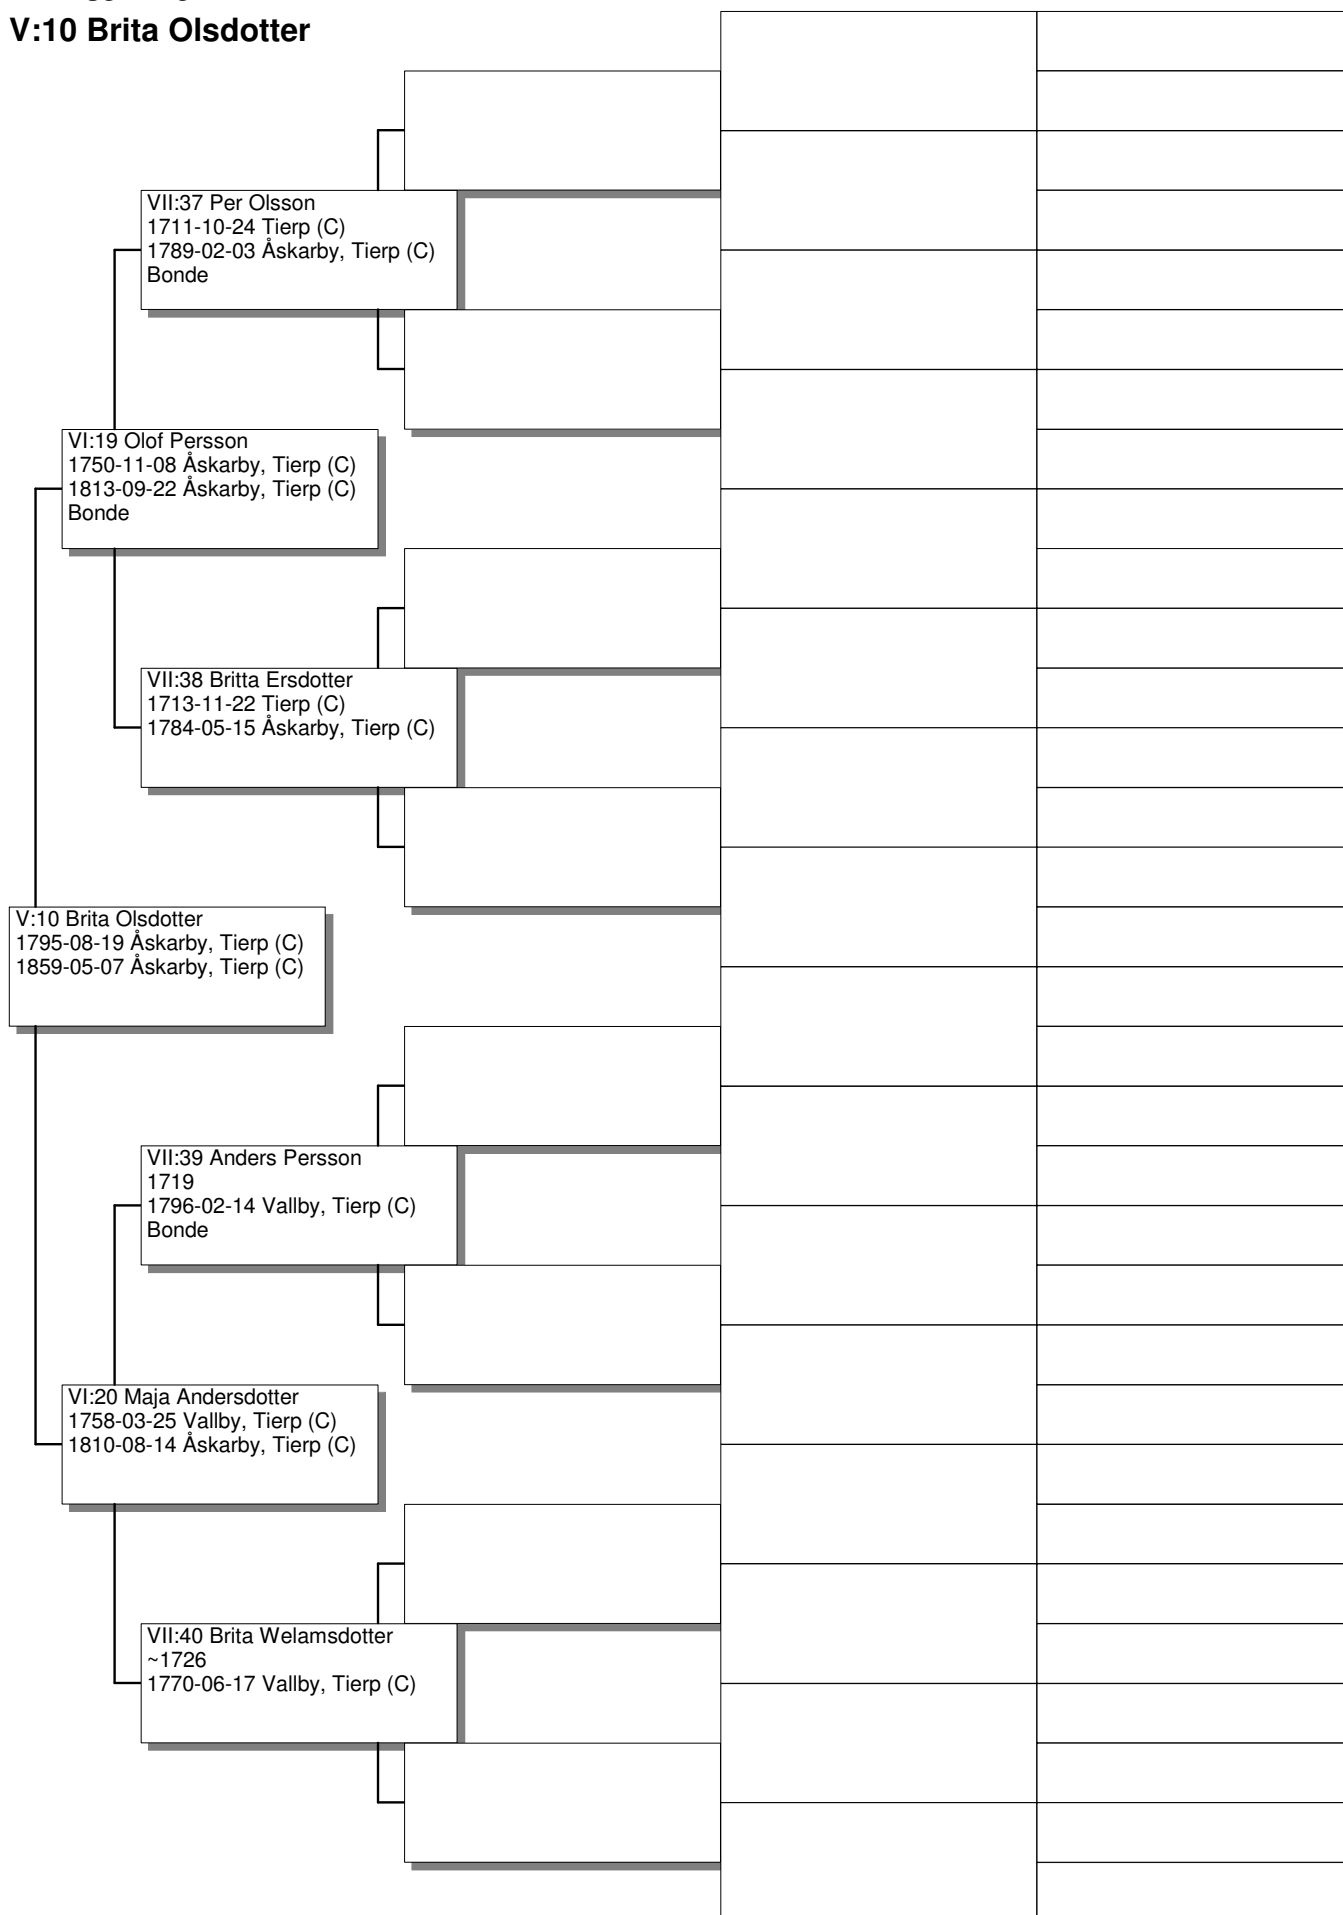 V:10 Brita Olsdotter
VII:37 Per Olsson
1711-10-24 Tierp (C)
1789-02-03 Åskarby, Tierp (C)
Bonde
VI:19 Olof Persson
1750-11-08 Åskarby, Tierp (C)
1813-09-22 Åskarby, Tierp (C)
Bonde
VII:38 Britta Ersdotter
1713-11-22 Tierp (C)
1784-05-15 Åskarby, Tierp (C)
V:10 Brita Olsdotter
1795-08-19 Åskarby, Tierp (C)
1859-05-07 Åskarby, Tierp (C)
VII:39 Anders Persson
1719
1796-02-14 Vallby, Tierp (C)
Bonde
VI:20 Maja Andersdotter
1758-03-25 Vallby, Tierp (C)
1810-08-14 Åskarby, Tierp (C)
VII:40 Brita Welamsdotter
~1726
1770-06-17 Vallby, Tierp (C)